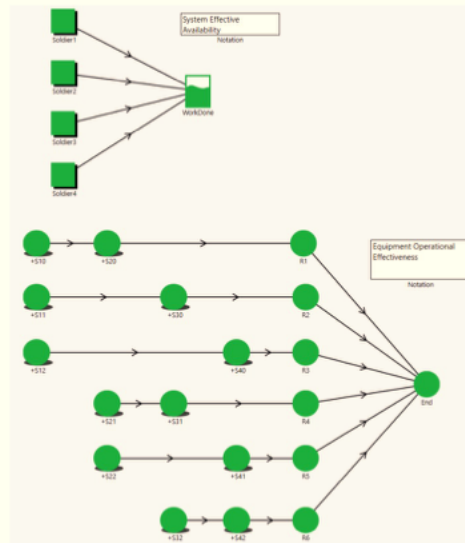 System Effective
Availability
Notation
Soldier1
Soldier2
WorkDone
Soldier3
Soldier4
Equipment Operational
Effectiveness
Notation
+S10 +S20 R1
+S11 +S30 R2
+S12 +S40 R3
+S21 +S31 R4
End
+S22 +S41 R5
+S32 +S42 R6